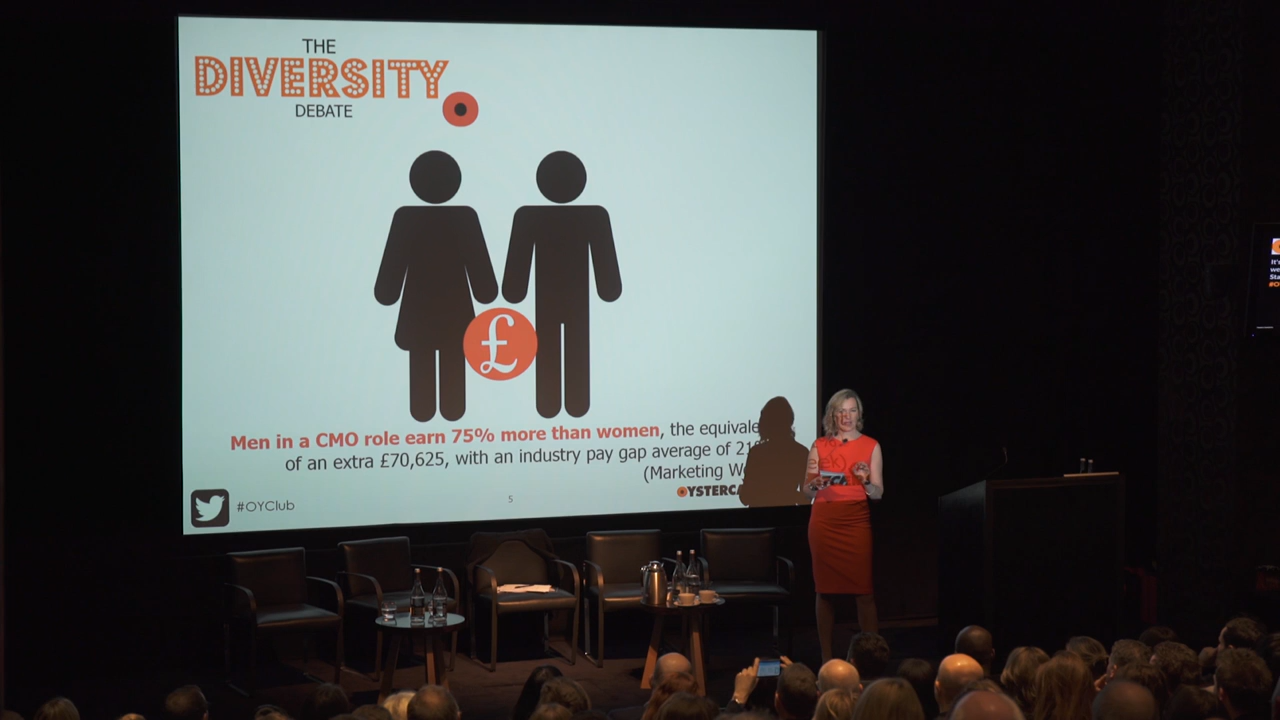 THE
DIVERSITY
DEBATE
£
Men in a CMO role earn 75% more than women, the equivale
of an extra £70,625, with an industry pay gap average of 21
(Marketing W
OYSTERCA
#OYClub
5
It's